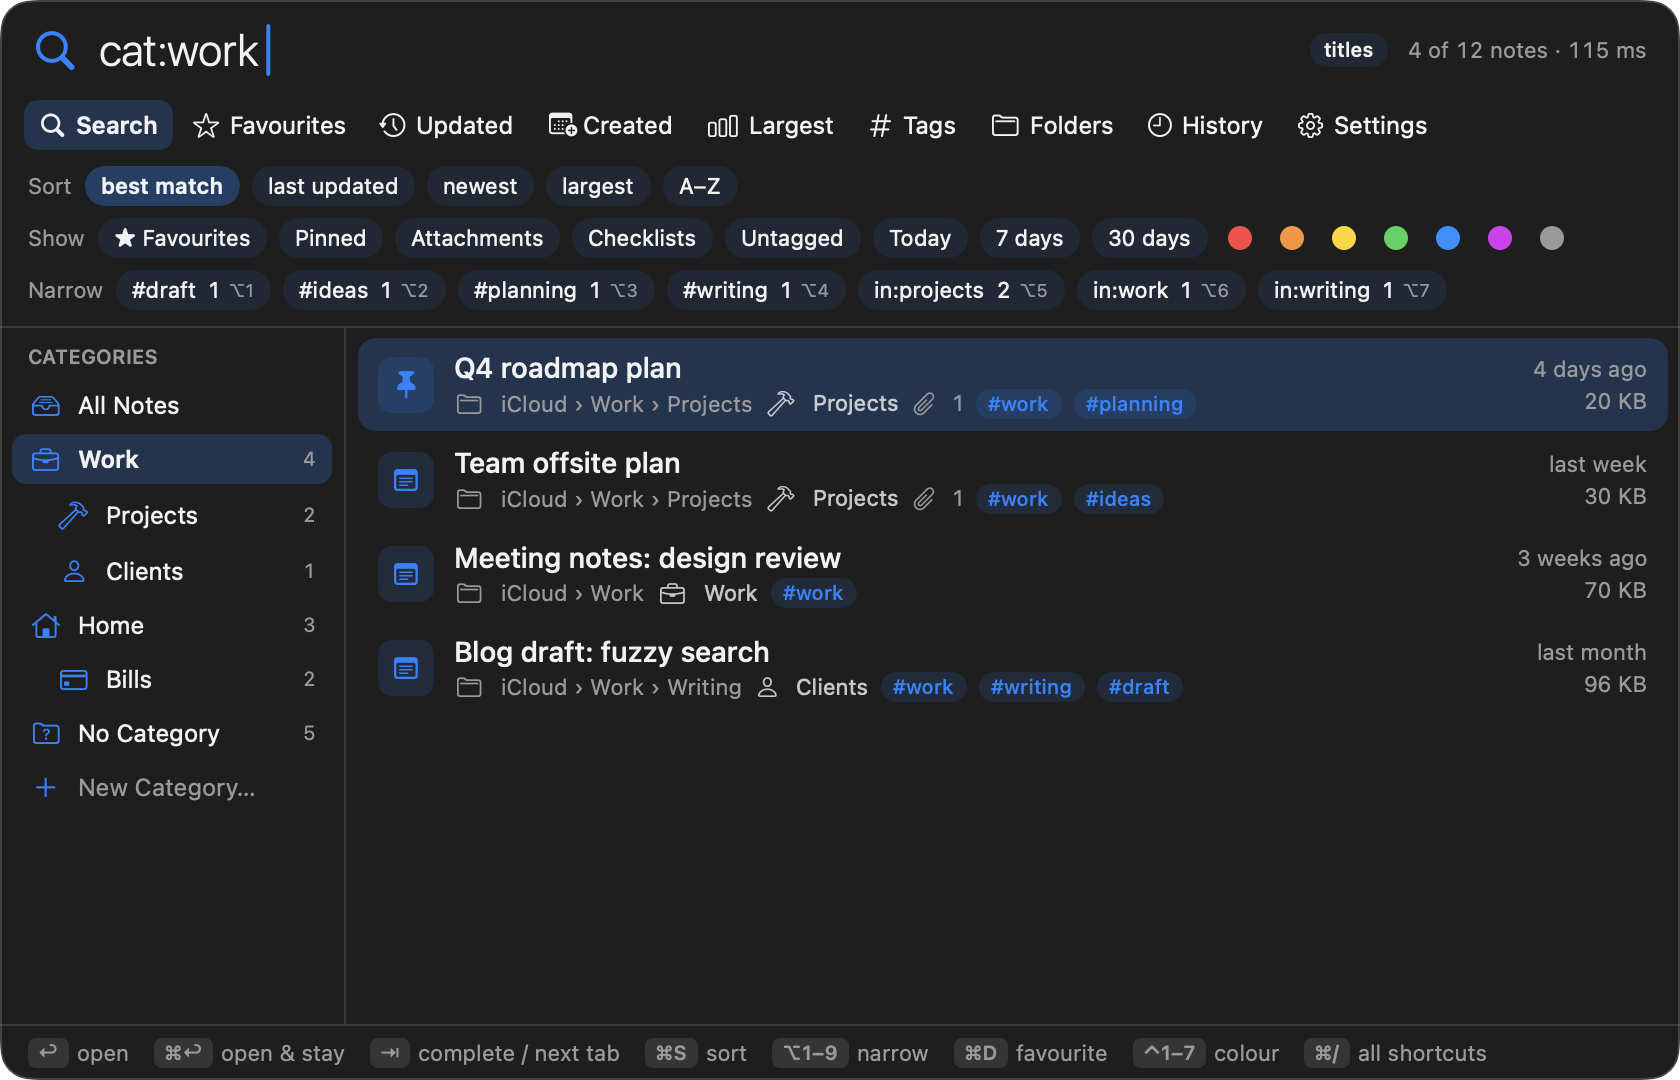 cat:work
titles 4 of 12 notes · 115 ms
Search Favourites Updated Created Largest # Tags Folders History Settings
Sort best match last updated newest largest A–Z
Show ★ Favourites Pinned Attachments Checklists Untagged Today 7 days 30 days
Narrow #draft 1 ⌥1 #ideas 1 ⌥2 #planning 1 ⌥3 #writing 1 ⌥4 in:projects 2 ⌥5 in:work 1 ⌥6 in:writing 1 ⌥7
CATEGORIES
All Notes
Work 4
Projects 2
Clients 1
Home 3
Bills 2
? No Category 5
+ New Category...
Q4 roadmap plan 4 days ago
iCloud › Work › Projects Projects 1 #work #planning 20 KB
Team offsite plan last week
iCloud › Work › Projects Projects 1 #work #ideas 30 KB
Meeting notes: design review 3 weeks ago
iCloud › Work Work #work 70 KB
Blog draft: fuzzy search last month
iCloud › Work › Writing Clients #work #writing #draft 96 KB
↩ open ⌘↩ open & stay ⇥ complete / next tab ⌘S sort ⌥1–9 narrow ⌘D favourite ^1–7 colour ⌘/ all shortcuts